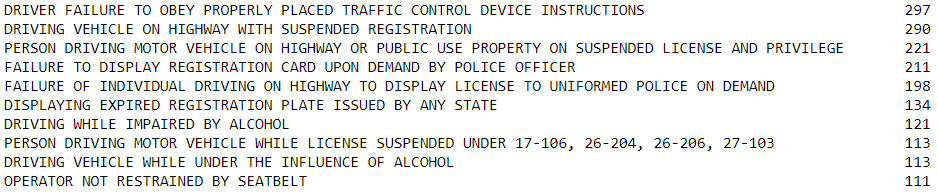 DRIVER FAILURE TO OBEY PROPERLY PLACED TRAFFIC CONTROL DEVICE INSTRUCTIONS 297
DRIVING VEHICLE ON HIGHWAY WITH SUSPENDED REGISTRATION 290
PERSON DRIVING MOTOR VEHICLE ON HIGHWAY OR PUBLIC USE PROPERTY ON SUSPENDED LICENSE AND PRIVILEGE 221
FAILURE TO DISPLAY REGISTRATION CARD UPON DEMAND BY POLICE OFFICER 211
FAILURE OF INDIVIDUAL DRIVING ON HIGHWAY TO DISPLAY LICENSE TO UNIFORMED POLICE ON DEMAND 198
DISPLAYING EXPIRED REGISTRATION PLATE ISSUED BY ANY STATE 134
DRIVING WHILE IMPAIRED BY ALCOHOL 121
PERSON DRIVING MOTOR VEHICLE WHILE LICENSE SUSPENDED UNDER 17-106, 26-204, 26-206, 27-103 113
DRIVING VEHICLE WHILE UNDER THE INFLUENCE OF ALCOHOL 113
OPERATOR NOT RESTRAINED BY SEATBELT 111